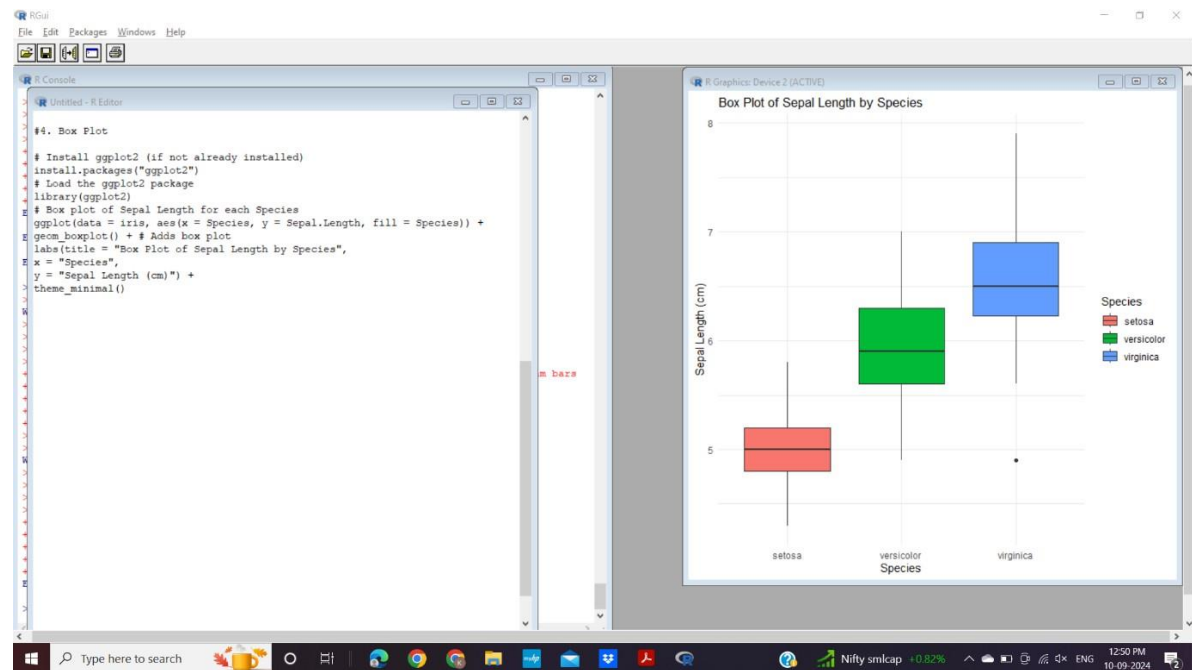 RGui
File Edit Packages Windows Help
R Console
Untitled - R Editor
#4. Box Plot
# Install ggplot2 (if not already installed)
install.packages("ggplot2")
# Load the ggplot2 package
library(ggplot2)
# Box plot of Sepal Length for each Species
ggplot(data = iris, aes(x = Species, y = Sepal.Length, fill = Species)) +
geom_boxplot() + # Adds box plot
labs(title = "Box Plot of Sepal Length by Species",
x = "Species",
y = "Sepal Length (cm)") +
theme_minimal()
m bars
R Graphics: Device 2 (ACTIVE)
Box Plot of Sepal Length by Species
8
7
6
5
Sepal Length (cm)
setosa versicolor virginica
Species
Species
setosa
versicolor
virginica
Type here to search
Nifty smlcap +0.82%
ENG
12:50 PM
10-09-2024
2